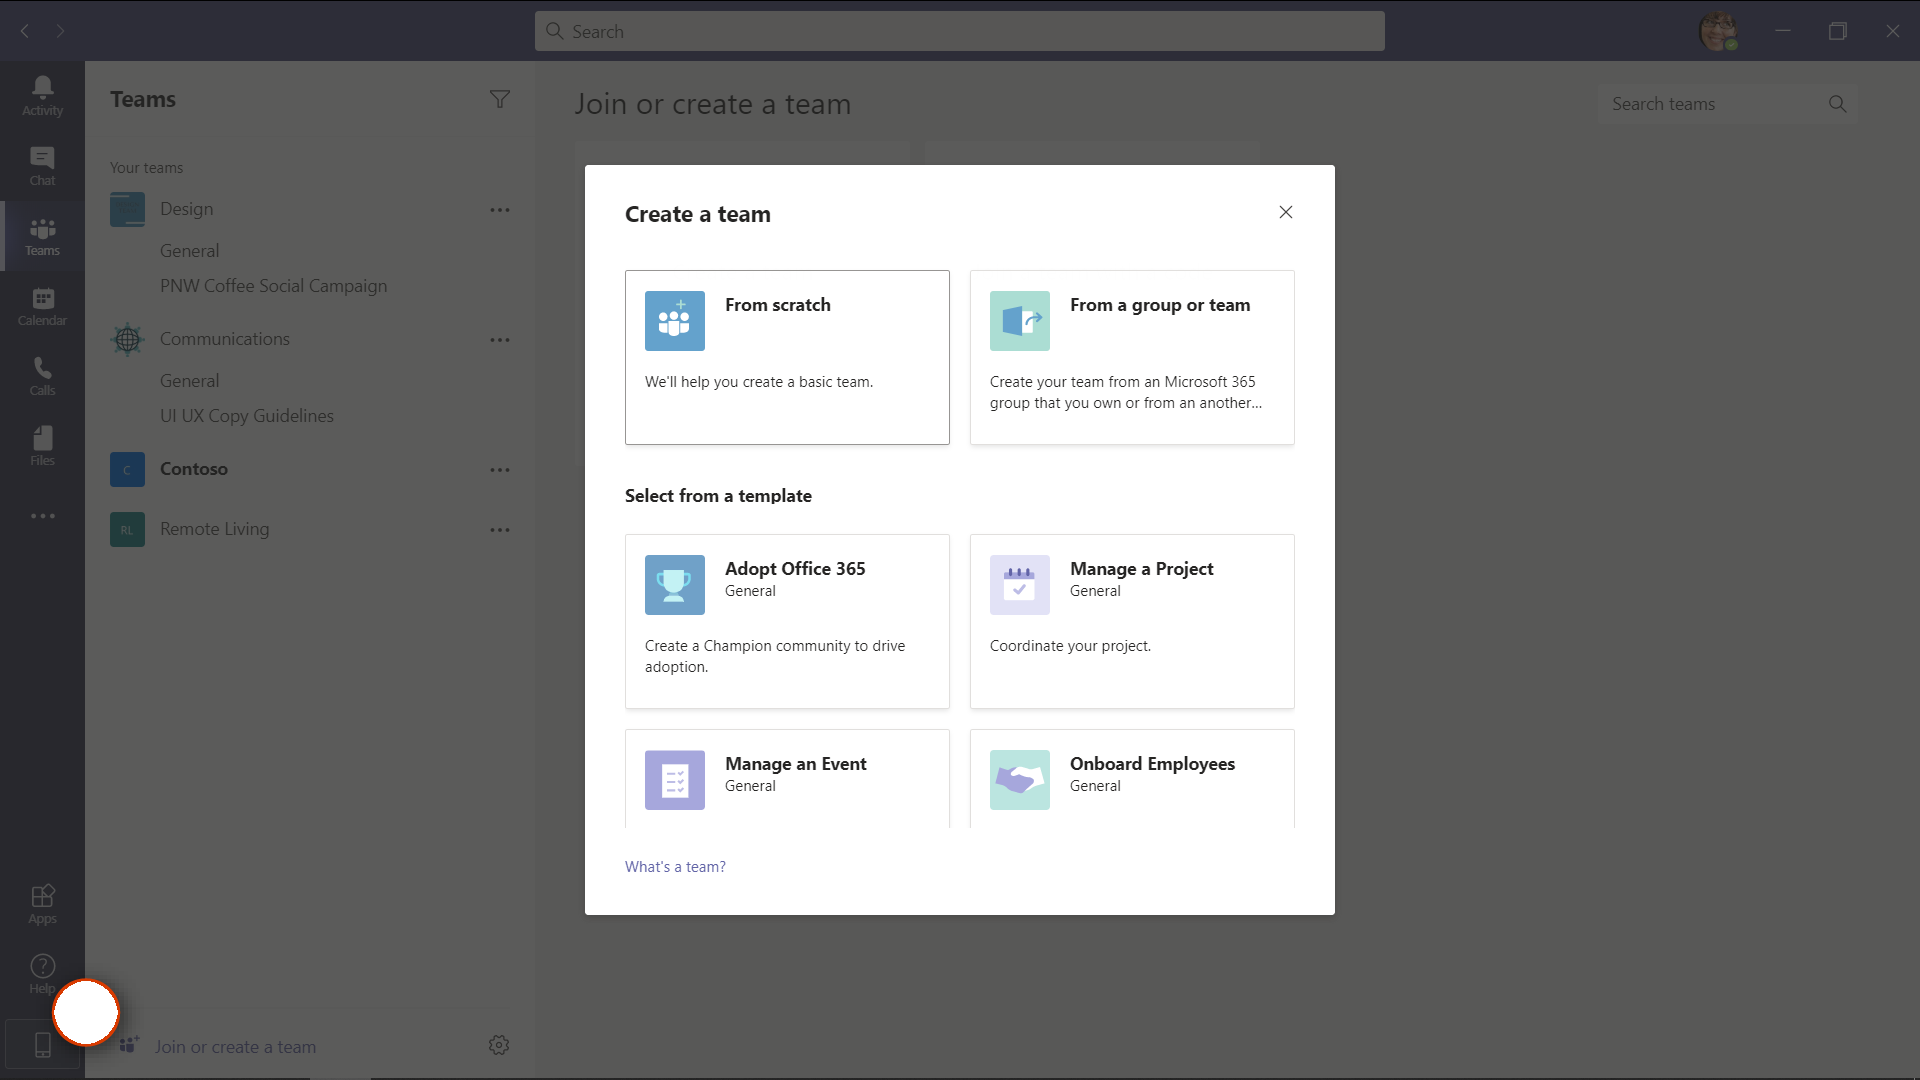 Search
Activity
Chat
Teams
Calendar
Calls
Files
Apps
Help
Teams
Your teams
Design
General
PNW Coffee Social Campaign
Communications
General
UI UX Copy Guidelines
C
Contoso
RL
Remote Living
Join or create a team
Join or create a team
Search teams
Create a team
From scratch
We'll help you create a basic team.
From a group or team
Create your team from an Microsoft 365
group that you own or from an another...
Select from a template
Adopt Office 365
General
Create a Champion community to drive
adoption.
Manage a Project
General
Coordinate your project.
Manage an Event
General
Onboard Employees
General
What's a team?